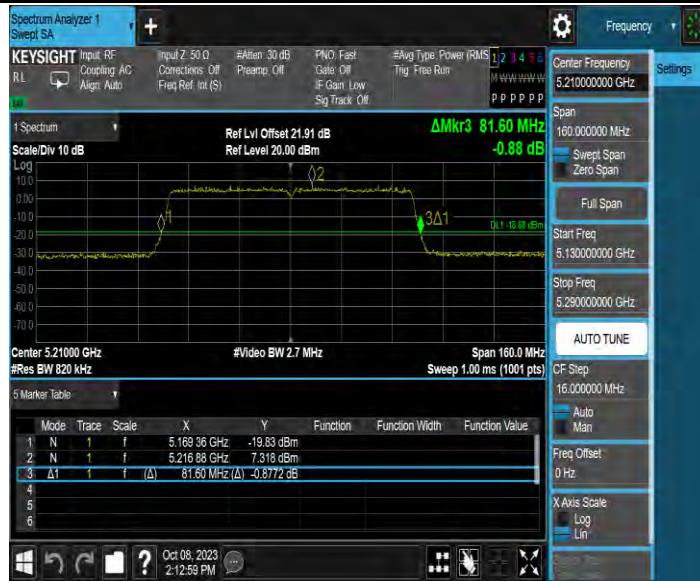 Spectrum Analyzer 1
Swept SA
+
Frequency
KEYSIGHT
RL
Input: RF
Coupling: AC
Align: Auto
Input Z: 50 Ω
Corrections: Off
Freq Ref: Int (S)
#Atten: 30 dB
Preamp: Off
PNO: Fast
Gate: Off
IF Gain: Low
Sig Track: Off
#Avg Type: Power (RMS
Trig: Free Run
1 2 3 4 5 6
M W W W W W
P P P P P P
1 Spectrum
Scale/Div 10 dB
Ref Lvl Offset 21.91 dB
Ref Level 20.00 dBm
ΔMkr3 81.60 MHz
-0.88 dB
Log
10.0
0.00
-10.0
-20.0
-30.0
-40.0
-50.0
-60.0
-70.0
1
2
3Δ1
DL1 -18.68 dBm
Center 5.21000 GHz
#Video BW 2.7 MHz
Span 160.0 MHz
#Res BW 820 kHz
Sweep 1.00 ms (1001 pts)
5 Marker Table
Mode Trace Scale X Y Function Function Width Function Value
1 N 1 f 5.169 36 GHz -19.83 dBm
2 N 1 f 5.216 88 GHz 7.318 dBm
3 Δ1 1 f (Δ) 81.60 MHz (Δ) -0.8772 dB
4
5
6
Oct 08, 2023
2:12:59 PM
Center Frequency
5.210000000 GHz
Settings
Span
160.000000 MHz
Swept Span
Zero Span
Full Span
Start Freq
5.130000000 GHz
Stop Freq
5.290000000 GHz
AUTO TUNE
CF Step
16.000000 MHz
Auto
Man
Freq Offset
0 Hz
X Axis Scale
Log
Lin